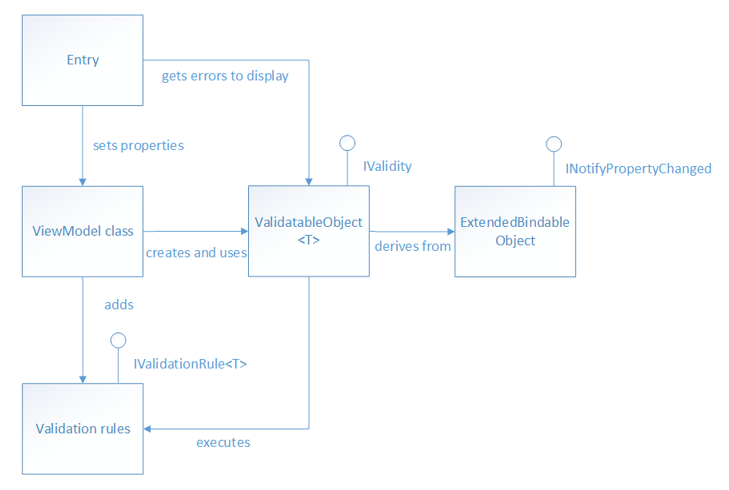 Entry
gets errors to display
sets properties
IValidity
INotifyPropertyChanged
ViewModel class
creates and uses
ValidatableObject
<T>
derives from
ExtendedBindable
Object
adds
IValidationRule<T>
Validation rules
executes